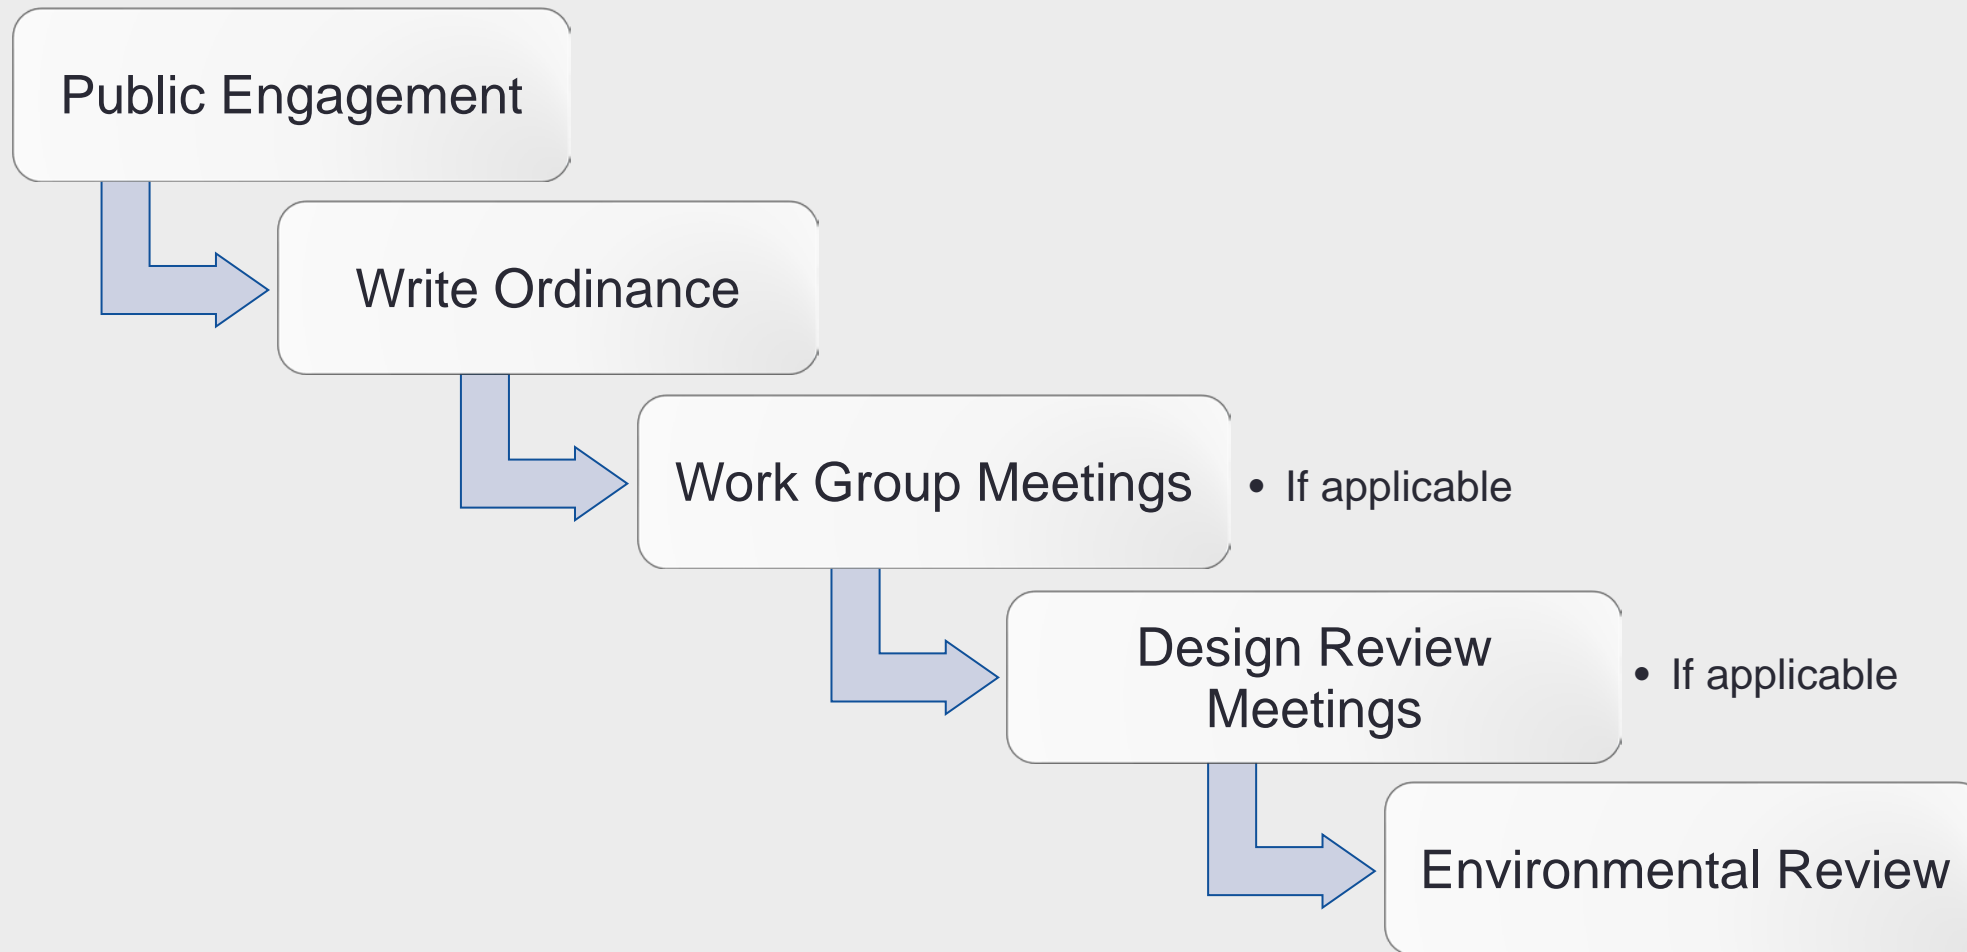 Public Engagement
Write Ordinance
Work Group Meetings
• If applicable
Design Review
Meetings
• If applicable
Environmental Review